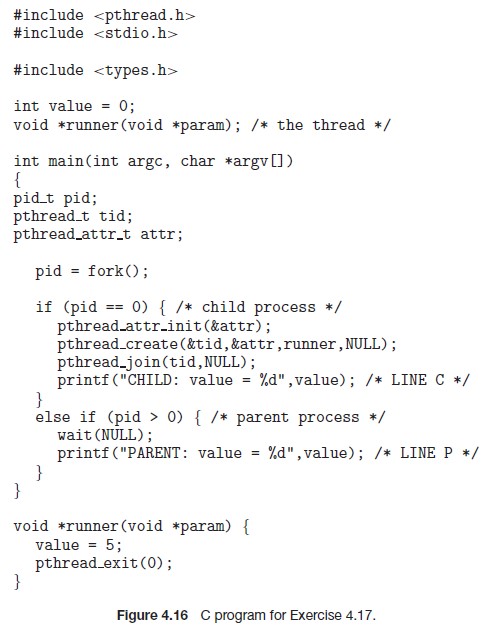 #include <pthread.h>
#include <stdio.h>
#include <types.h>
int value = 0;
void *runner(void *param); /* the thread */
int main(int argc, char *argv[])
{
pid_t pid;
pthread_t tid;
pthread_attr_t attr;
pid = fork();
if (pid == 0) { /* child process */
pthread_attr_init(&attr);
pthread_create(&tid,&attr,runner,NULL);
pthread_join(tid,NULL);
printf("CHILD: value = %d",value); /* LINE C */
}
else if (pid > 0) { /* parent process */
wait(NULL);
printf("PARENT: value = %d",value); /* LINE P */
}
}
void *runner(void *param) {
value = 5;
pthread_exit(0);
}
Figure 4.16 C program for Exercise 4.17.